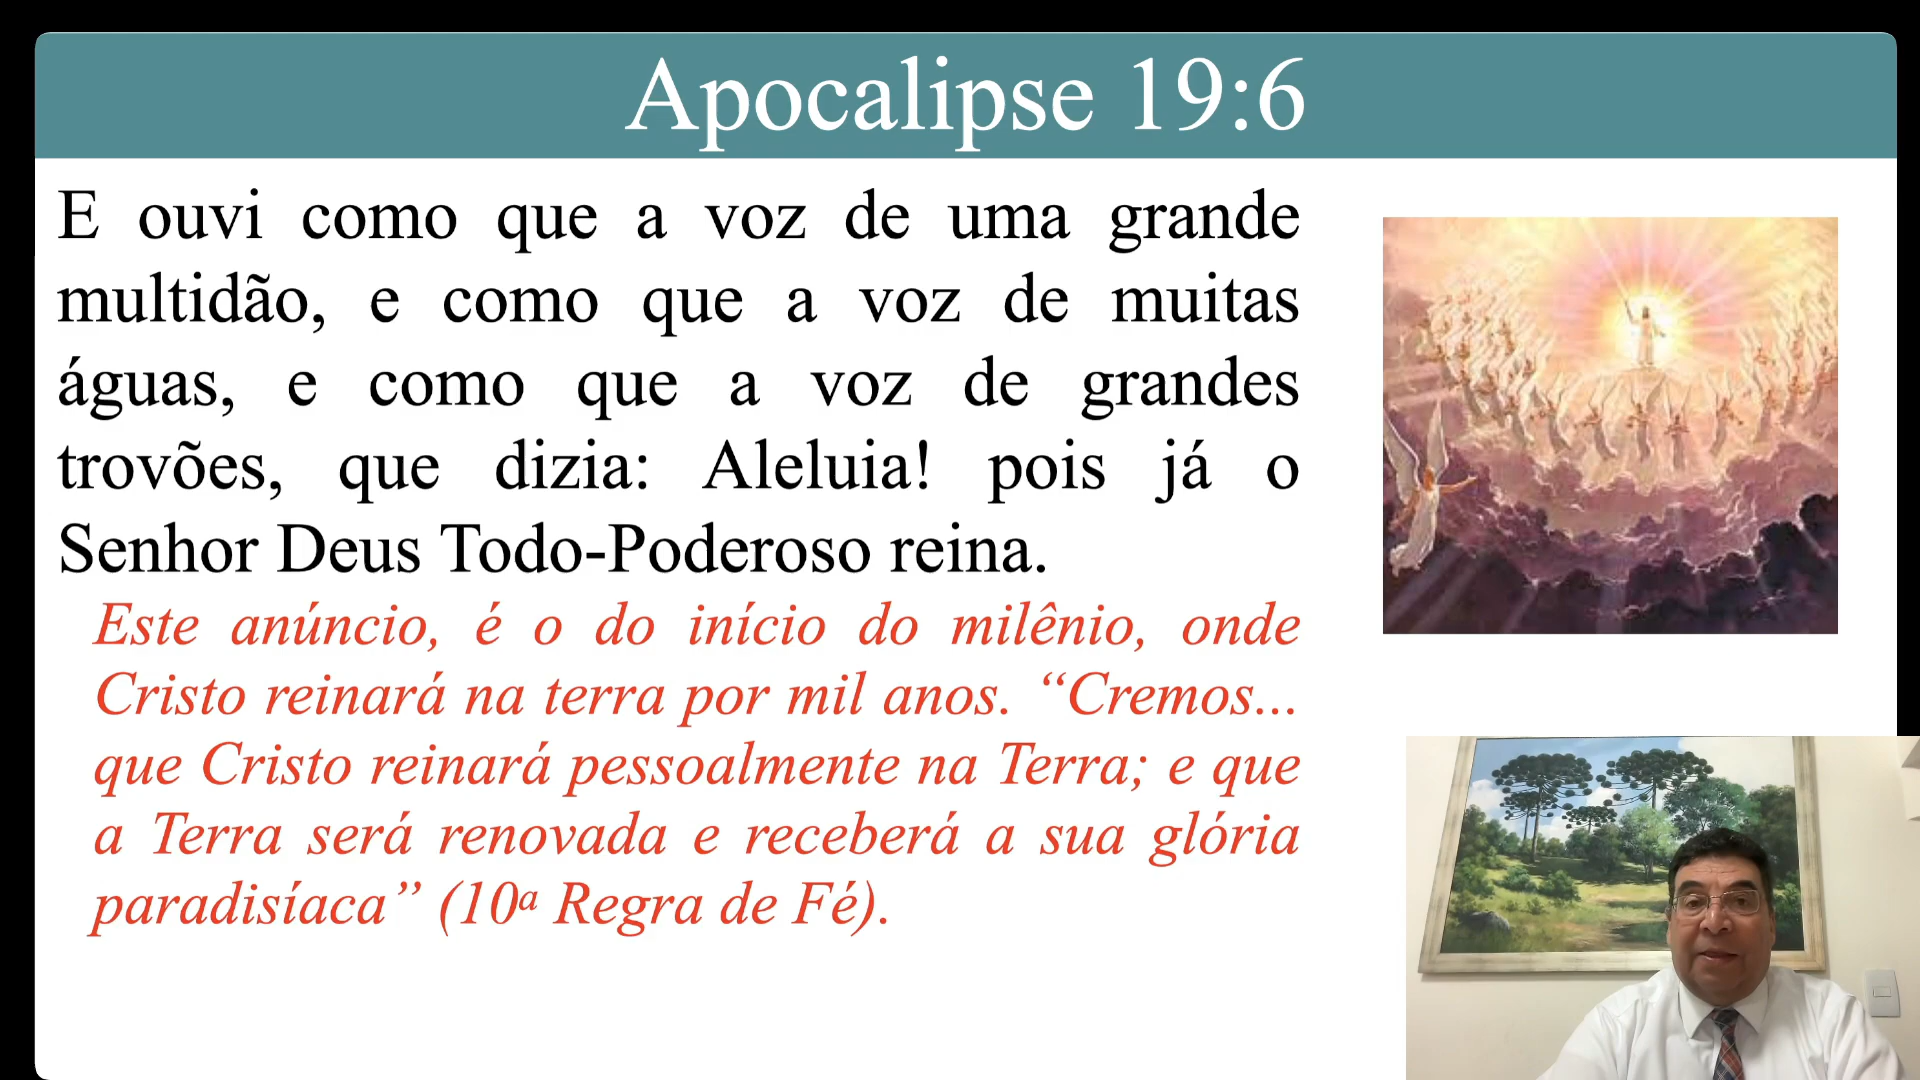 Apocalipse 19:6
E ouvi como que a voz de uma grande
multidão, e como que a voz de muitas
águas, e como que a voz de grandes
trovões, que dizia: Aleluia! pois já o
Senhor Deus Todo-Poderoso reina.
Este anúncio, é o do início do milênio, onde
Cristo reinará na terra por mil anos. “Cremos...
que Cristo reinará pessoalmente na Terra; e que
a Terra será renovada e receberá a sua glória
paradisíaca” (10ª Regra de Fé).